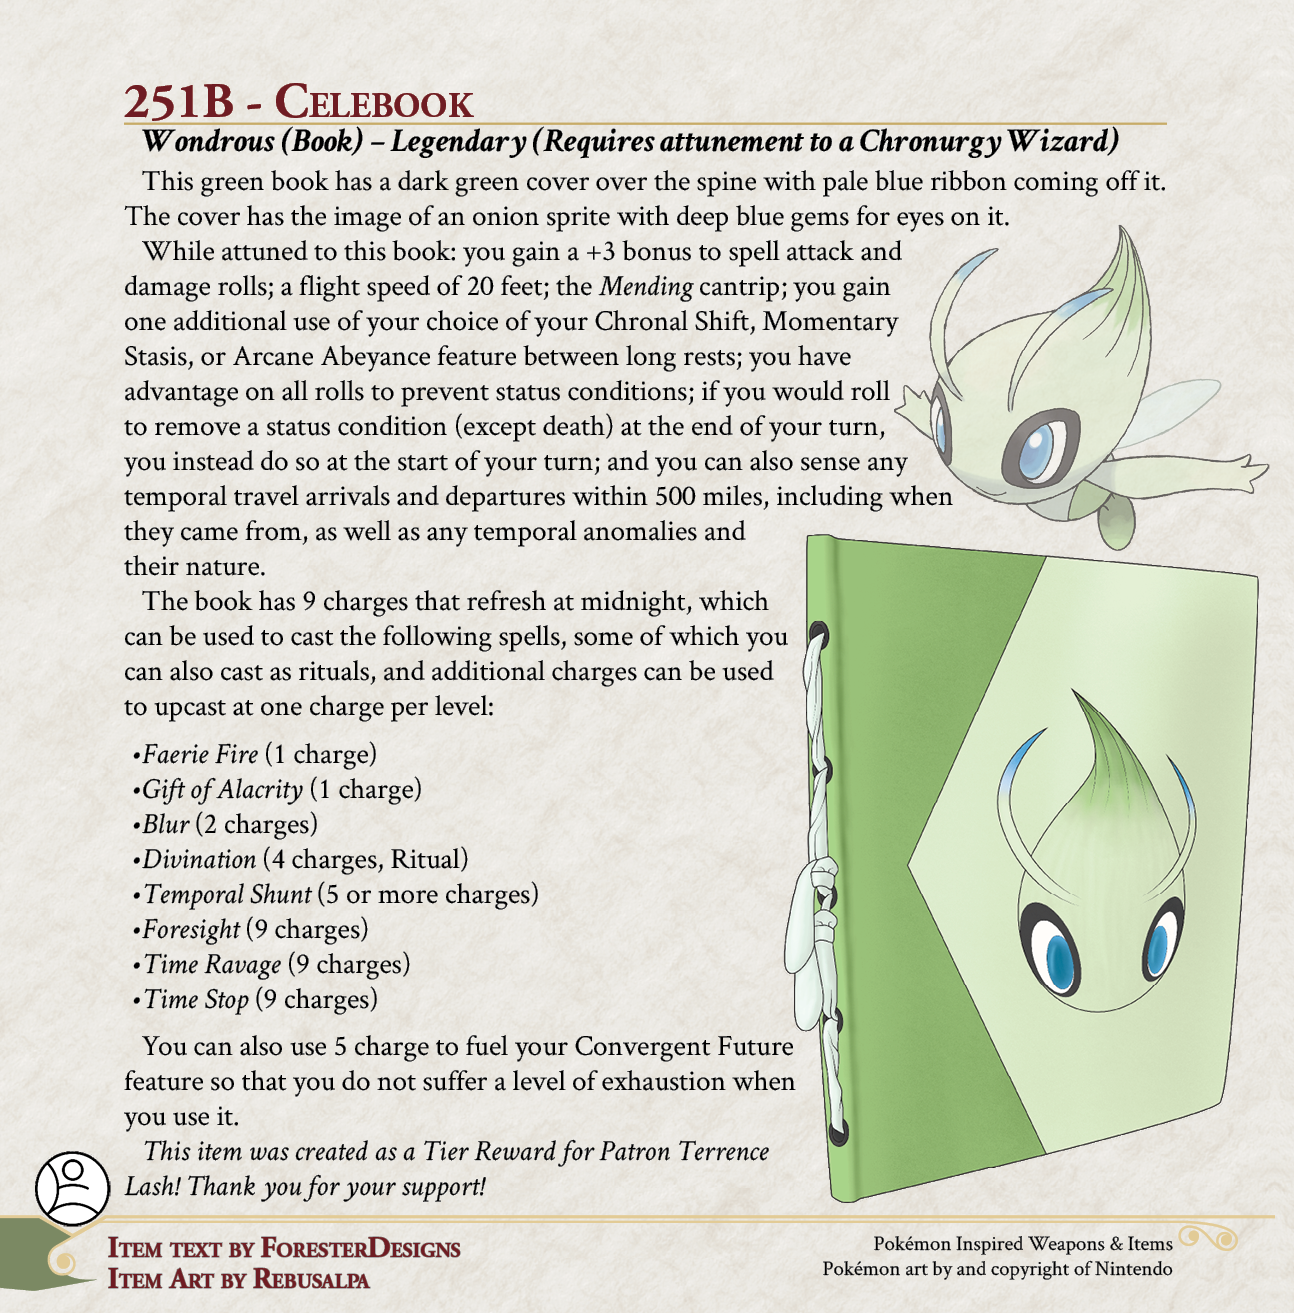 251B - Celebook
Wondrous (Book) – Legendary (Requires attunement to a Chronurgy Wizard)
This green book has a dark green cover over the spine with pale blue ribbon coming off it.
The cover has the image of an onion sprite with deep blue gems for eyes on it.
While attuned to this book: you gain a +3 bonus to spell attack and
damage rolls; a flight speed of 20 feet; the Mending cantrip; you gain
one additional use of your choice of your Chronal Shift, Momentary
Stasis, or Arcane Abeyance feature between long rests; you have
advantage on all rolls to prevent status conditions; if you would roll
to remove a status condition (except death) at the end of your turn,
you instead do so at the start of your turn; and you can also sense any
temporal travel arrivals and departures within 500 miles, including when
they came from, as well as any temporal anomalies and
their nature.
The book has 9 charges that refresh at midnight, which
can be used to cast the following spells, some of which you
can also cast as rituals, and additional charges can be used
to upcast at one charge per level:
•Faerie Fire (1 charge)
•Gift of Alacrity (1 charge)
•Blur (2 charges)
•Divination (4 charges, Ritual)
•Temporal Shunt (5 or more charges)
•Foresight (9 charges)
•Time Ravage (9 charges)
•Time Stop (9 charges)
You can also use 5 charge to fuel your Convergent Future
feature so that you do not suffer a level of exhaustion when
you use it.
This item was created as a Tier Reward for Patron Terrence
Lash! Thank you for your support!
Item text by ForesterDesigns
Item Art by Rebusalpa
Pokémon Inspired Weapons & Items
Pokémon art by and copyright of Nintendo